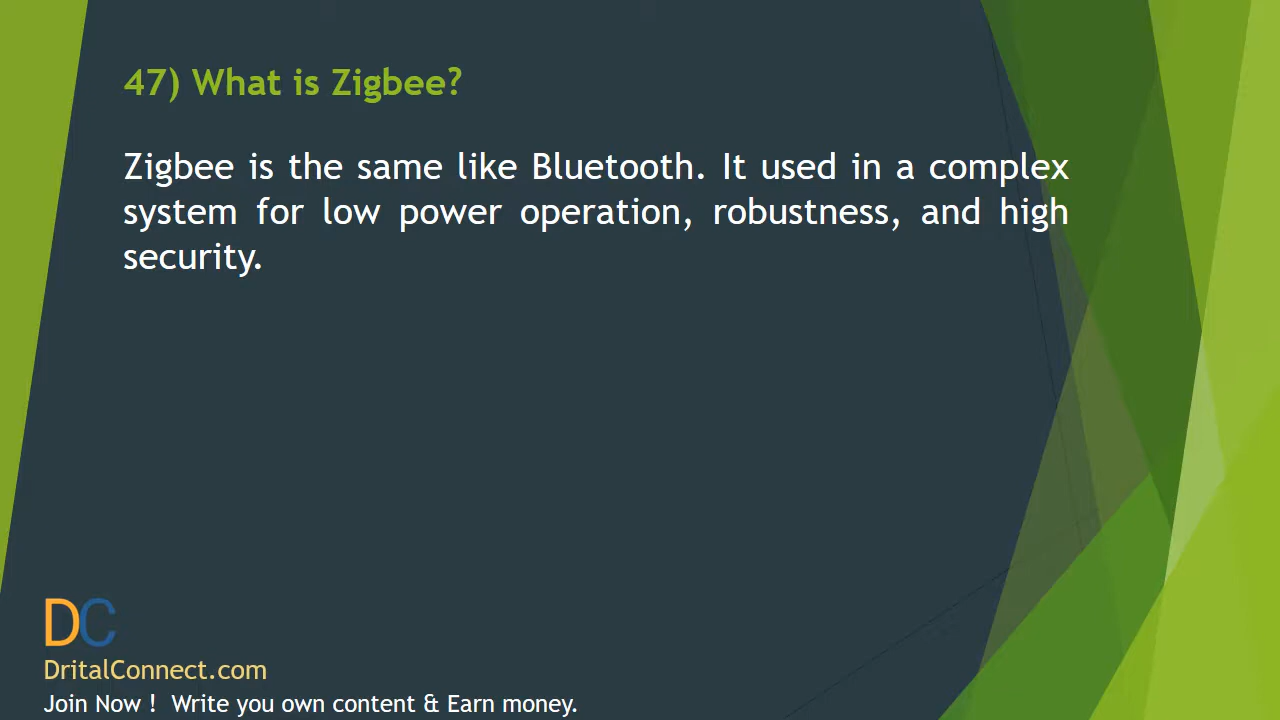 47) What is Zigbee?
Zigbee is the same like Bluetooth. It used in a complex
system for low power operation, robustness, and high
security.
DC
DritalConnect.com
Join Now ! Write you own content & Earn money.